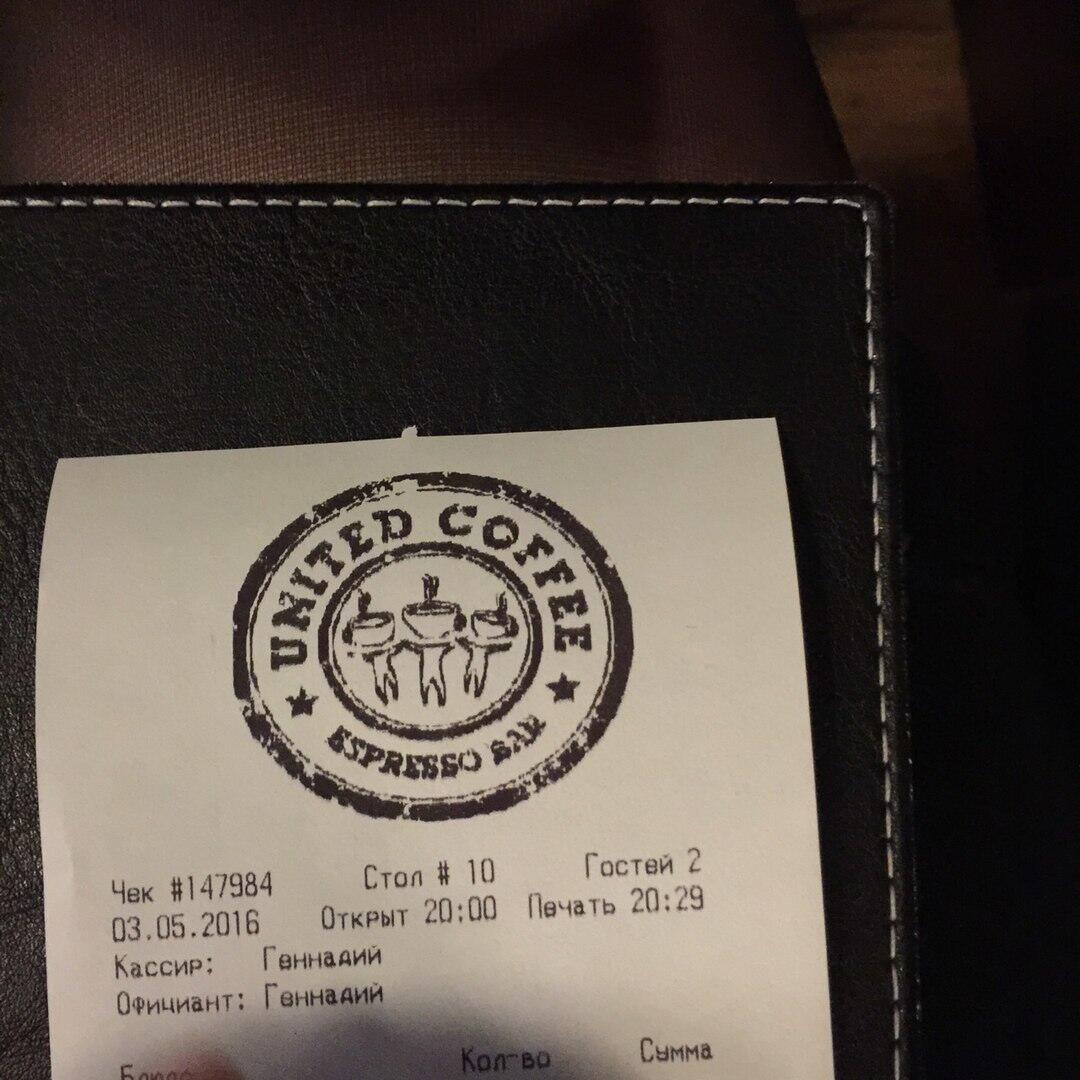 UNITED COFFEE
ESPRESSO BAR
Чек #147984 Стол # 10 Гостей 2
03.05.2016 Открыт 20:00 Печать 20:29
Кассир: Геннадий
Официант: Геннадий
Кол-во Сумма